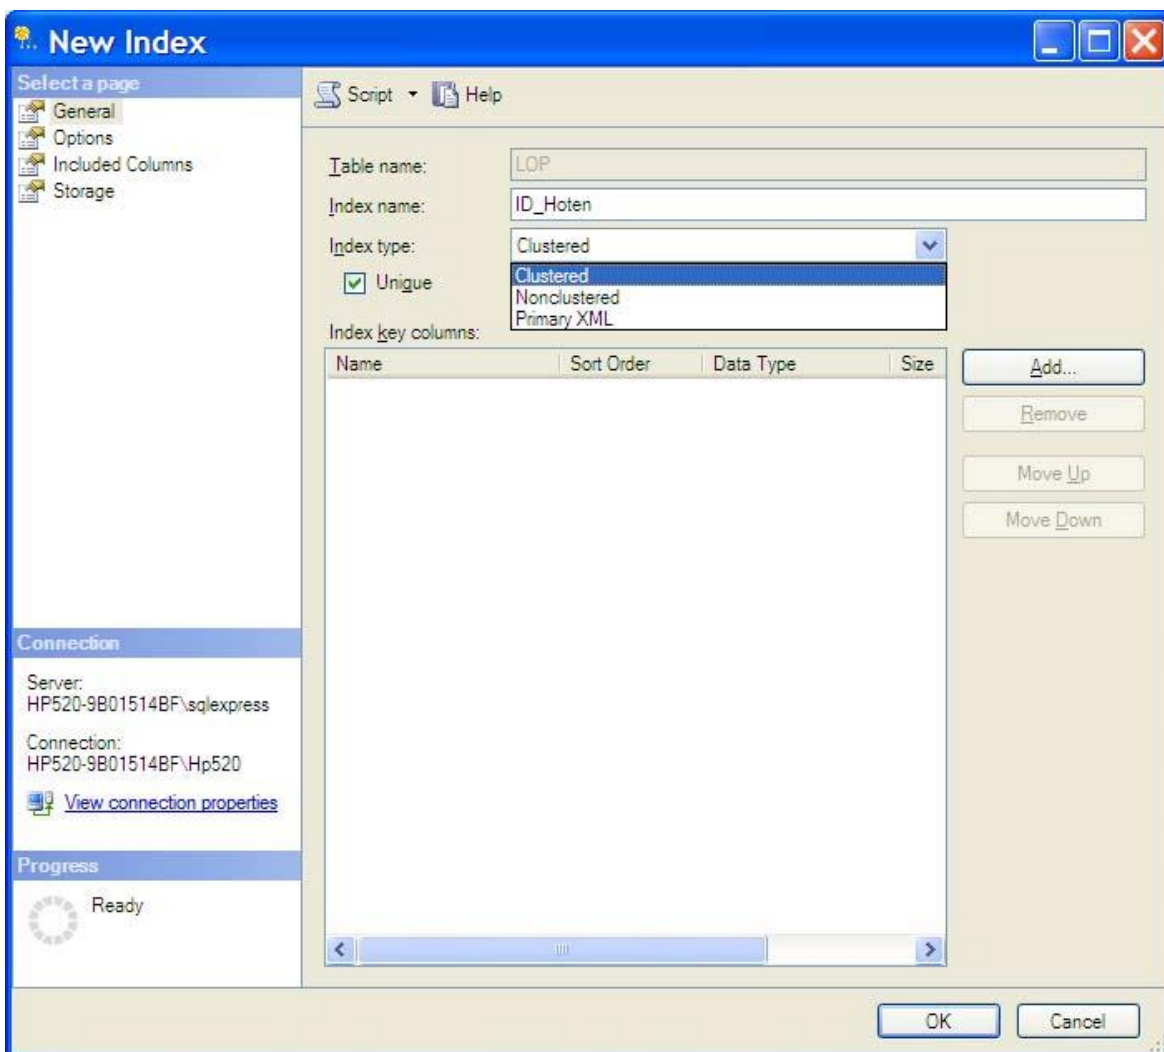 New Index
Select a page
General
Options
Included Columns
Storage
Script Help
Table name: LOP
Index name: ID_Hoten
Index type: Clustered
Clustered
Nonclustered
Primary XML
Unique
Index key columns:
Name Sort Order Data Type Size
Add...
Remove
Move Up
Move Down
Connection
Server:
HP520-9B01514BF\sqlexpress
Connection:
HP520-9B01514BF\Hp520
View connection properties
Progress
Ready
OK Cancel